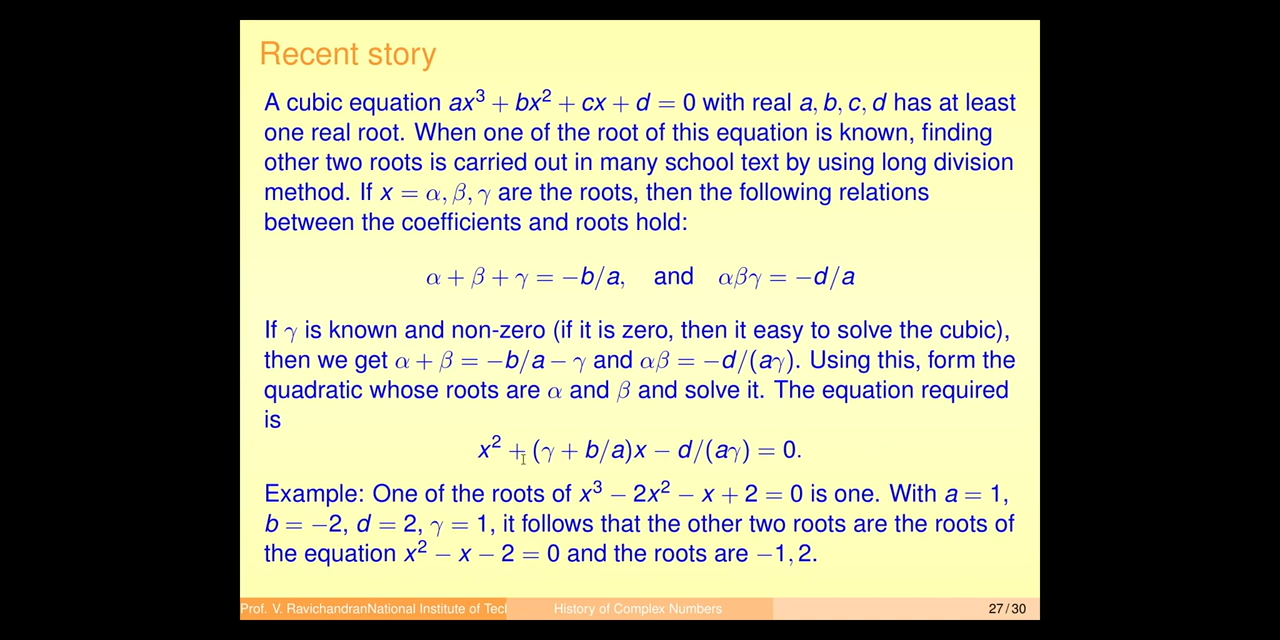 Recent story
A cubic equation ax³ + bx² + cx + d = 0 with real a, b, c, d has at least
one real root. When one of the root of this equation is known, finding
other two roots is carried out in many school text by using long division
method. If x = α, β, γ are the roots, then the following relations
between the coefficients and roots hold:
α + β + γ = −b/a, and αβγ = −d/a
If γ is known and non-zero (if it is zero, then it easy to solve the cubic),
then we get α + β = −b/a − γ and αβ = −d/(aγ). Using this, form the
quadratic whose roots are α and β and solve it. The equation required
is
x² + (γ + b/a)x − d/(aγ) = 0.
Example: One of the roots of x³ − 2x² − x + 2 = 0 is one. With a = 1,
b = −2, d = 2, γ = 1, it follows that the other two roots are the roots of
the equation x² − x − 2 = 0 and the roots are −1, 2.
Prof. V. RavichandranNational Institute of Tecl History of Complex Numbers 27 / 30